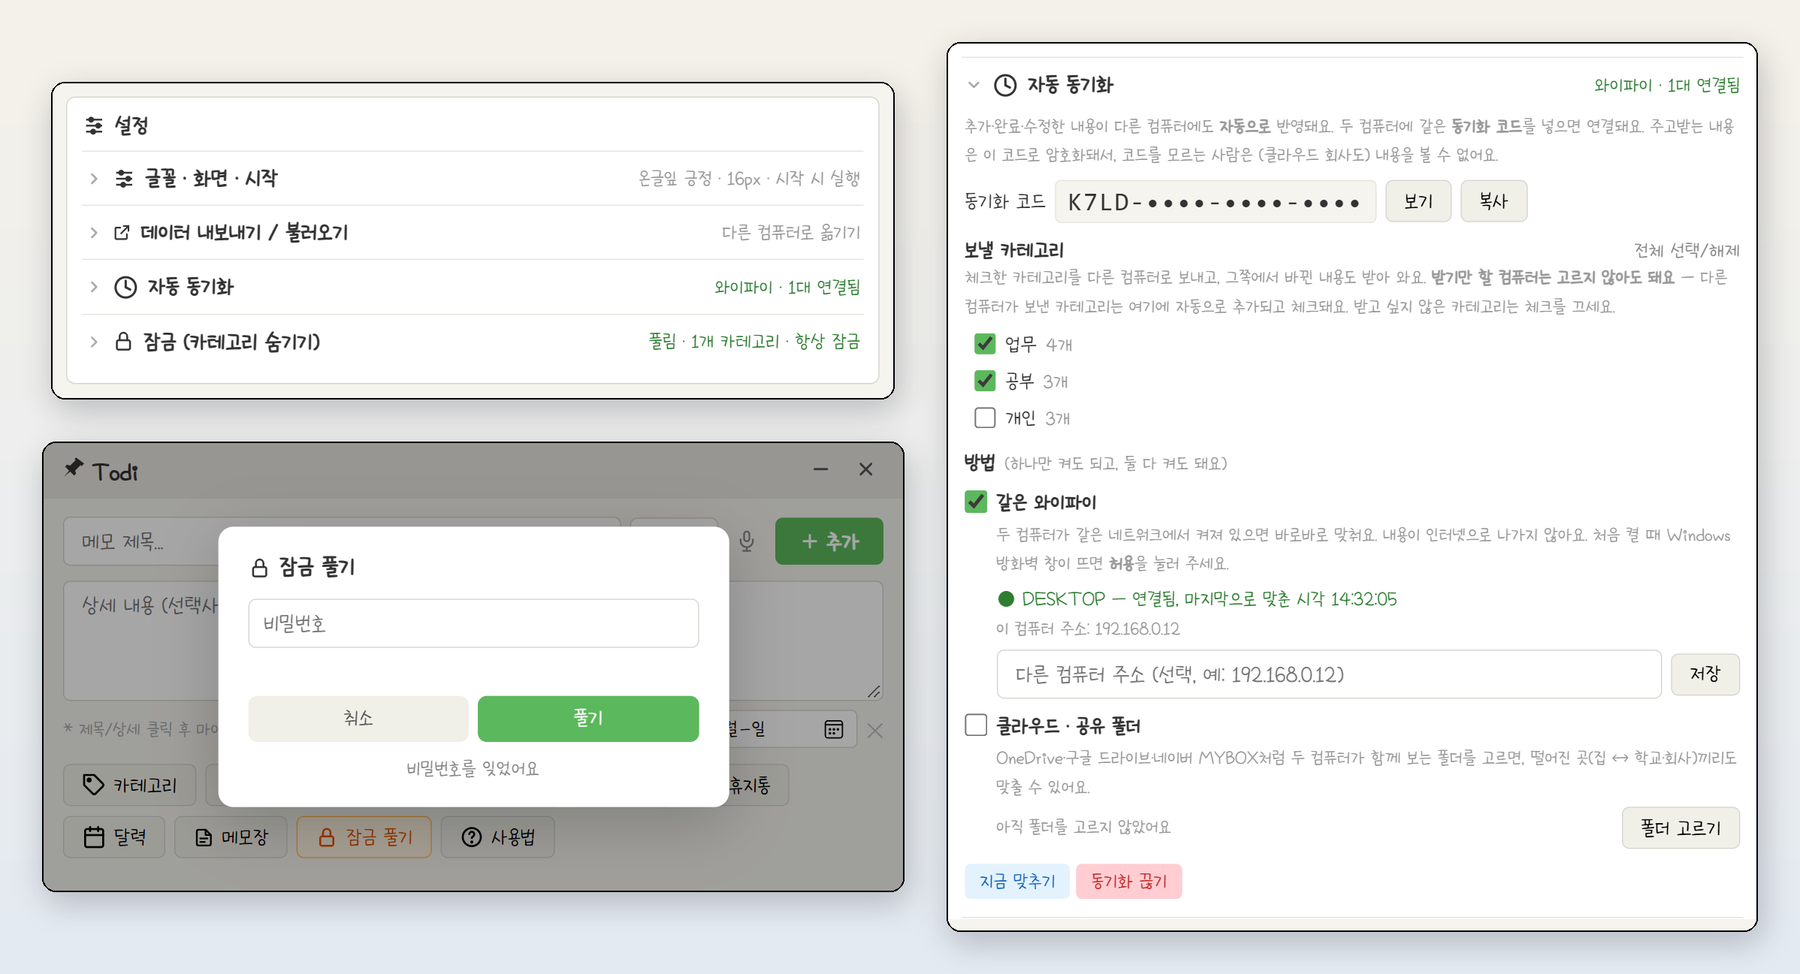 설정
글꼴 · 화면 · 시작 온글잎 긍정 · 16px · 시작 시 실행
데이터 내보내기 / 불러오기 다른 컴퓨터로 옮기기
자동 동기화 와이파이 · 1대 연결됨
잠금 (카테고리 숨기기) 풀림 · 1개 카테고리 · 항상 잠금
Todi
메모 제목...
+ 추가
상세 내용 (선택사
잠금 풀기
비밀번호
취소 풀기
비밀번호를 잊었어요
* 제목/상세 클릭 후 마이
월-일
카테고리
휴지통
달력 메모장 잠금 풀기 사용법
자동 동기화 와이파이 · 1대 연결됨
추가·완료·수정한 내용이 다른 컴퓨터에도 자동으로 반영돼요. 두 컴퓨터에 같은 동기화 코드를 넣으면 연결돼요. 주고받는 내용
은 이 코드로 암호화돼서, 코드를 모르는 사람은 (클라우드 회사도) 내용을 볼 수 없어요.
동기화 코드 K7LD-••••-••••-•••• 보기 복사
보낼 카테고리 전체 선택/해제
체크한 카테고리를 다른 컴퓨터로 보내고, 그쪽에서 바뀐 내용도 받아 와요. 받기만 할 컴퓨터는 고르지 않아도 돼요 — 다른
컴퓨터가 보낸 카테고리는 여기에 자동으로 추가되고 체크돼요. 받고 싶지 않은 카테고리는 체크를 끄세요.
업무 4개
공부 3개
개인 3개
방법 (하나만 켜도 되고, 둘 다 켜도 돼요)
같은 와이파이
두 컴퓨터가 같은 네트워크에서 켜져 있으면 바로바로 맞춰요. 내용이 인터넷으로 나가지 않아요. 처음 켤 때 Windows
방화벽 창이 뜨면 허용을 눌러 주세요.
DESKTOP — 연결됨, 마지막으로 맞춘 시각 14:32:05
이 컴퓨터 주소: 192.168.0.12
다른 컴퓨터 주소 (선택, 예: 192.168.0.12) 저장
클라우드 · 공유 폴더
OneDrive·구글 드라이브·네이버 MYBOX처럼 두 컴퓨터가 함께 보는 폴더를 고르면, 떨어진 곳(집 ↔ 학교·회사)끼리도
맞출 수 있어요.
아직 폴더를 고르지 않았어요 폴더 고르기
지금 맞추기 동기화 끊기